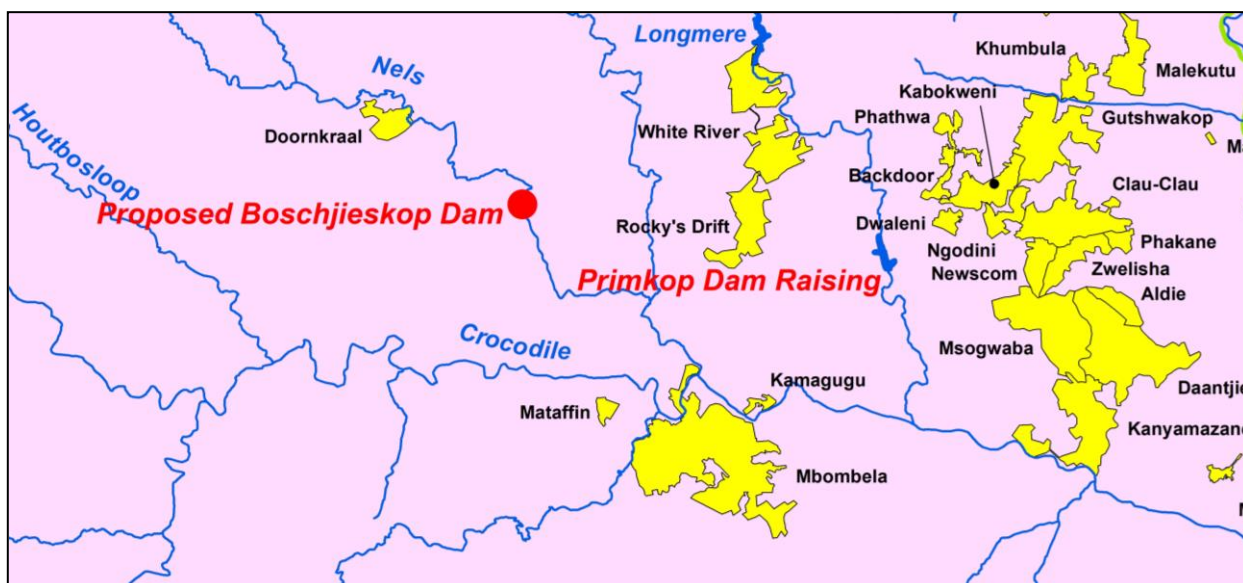 Longmere
Khumbula
Malekutu
Nels
Kabokweni
Houtbosloop
Doornkraal
White River
Phathwa
Gutshwakop
Backdoor
Clau-Clau
Proposed Boschjieskop Dam
Rocky's Drift
Dwaleni
Ngodini
Phakane
Primkop Dam Raising
Newscom
Zwelisha
Aldie
Crocodile
Msogwaba
Kamagugu
Daantjie
Mataffin
Kanyamazane
Mbombela